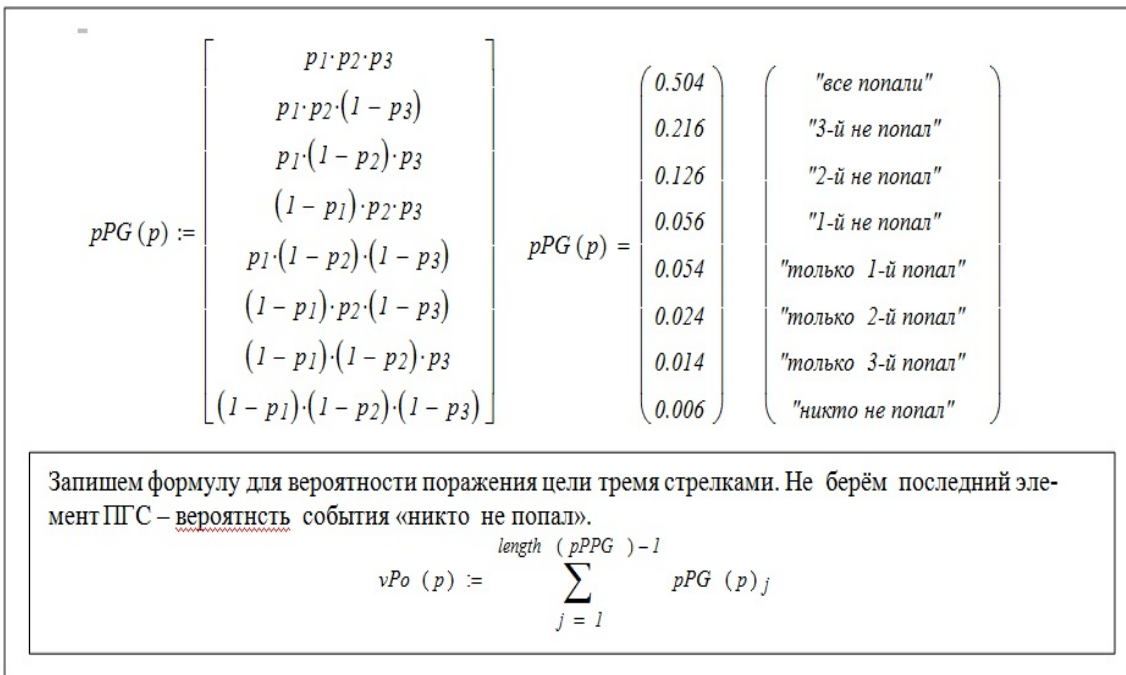 p1·p2·p3
p1·p2·(1 − p3)
p1·(1 − p2)·p3
(1 − p1)·p2·p3
pPG (p) :=
p1·(1 − p2)·(1 − p3)
(1 − p1)·p2·(1 − p3)
(1 − p1)·(1 − p2)·p3
(1 − p1)·(1 − p2)·(1 − p3)
pPG (p) =
0.504 "все попали"
0.216 "3-й не попал"
0.126 "2-й не попал"
0.056 "1-й не попал"
0.054 "только 1-й попал"
0.024 "только 2-й попал"
0.014 "только 3-й попал"
0.006 "никто не попал"
Запишем формулу для вероятности поражения цели тремя стрелками. Не берём последний эле-
мент ПГС – вероятнсть события «никто не попал».
length ( pPPG ) − 1
vPo (p) := ∑ pPG (p) j
j = 1